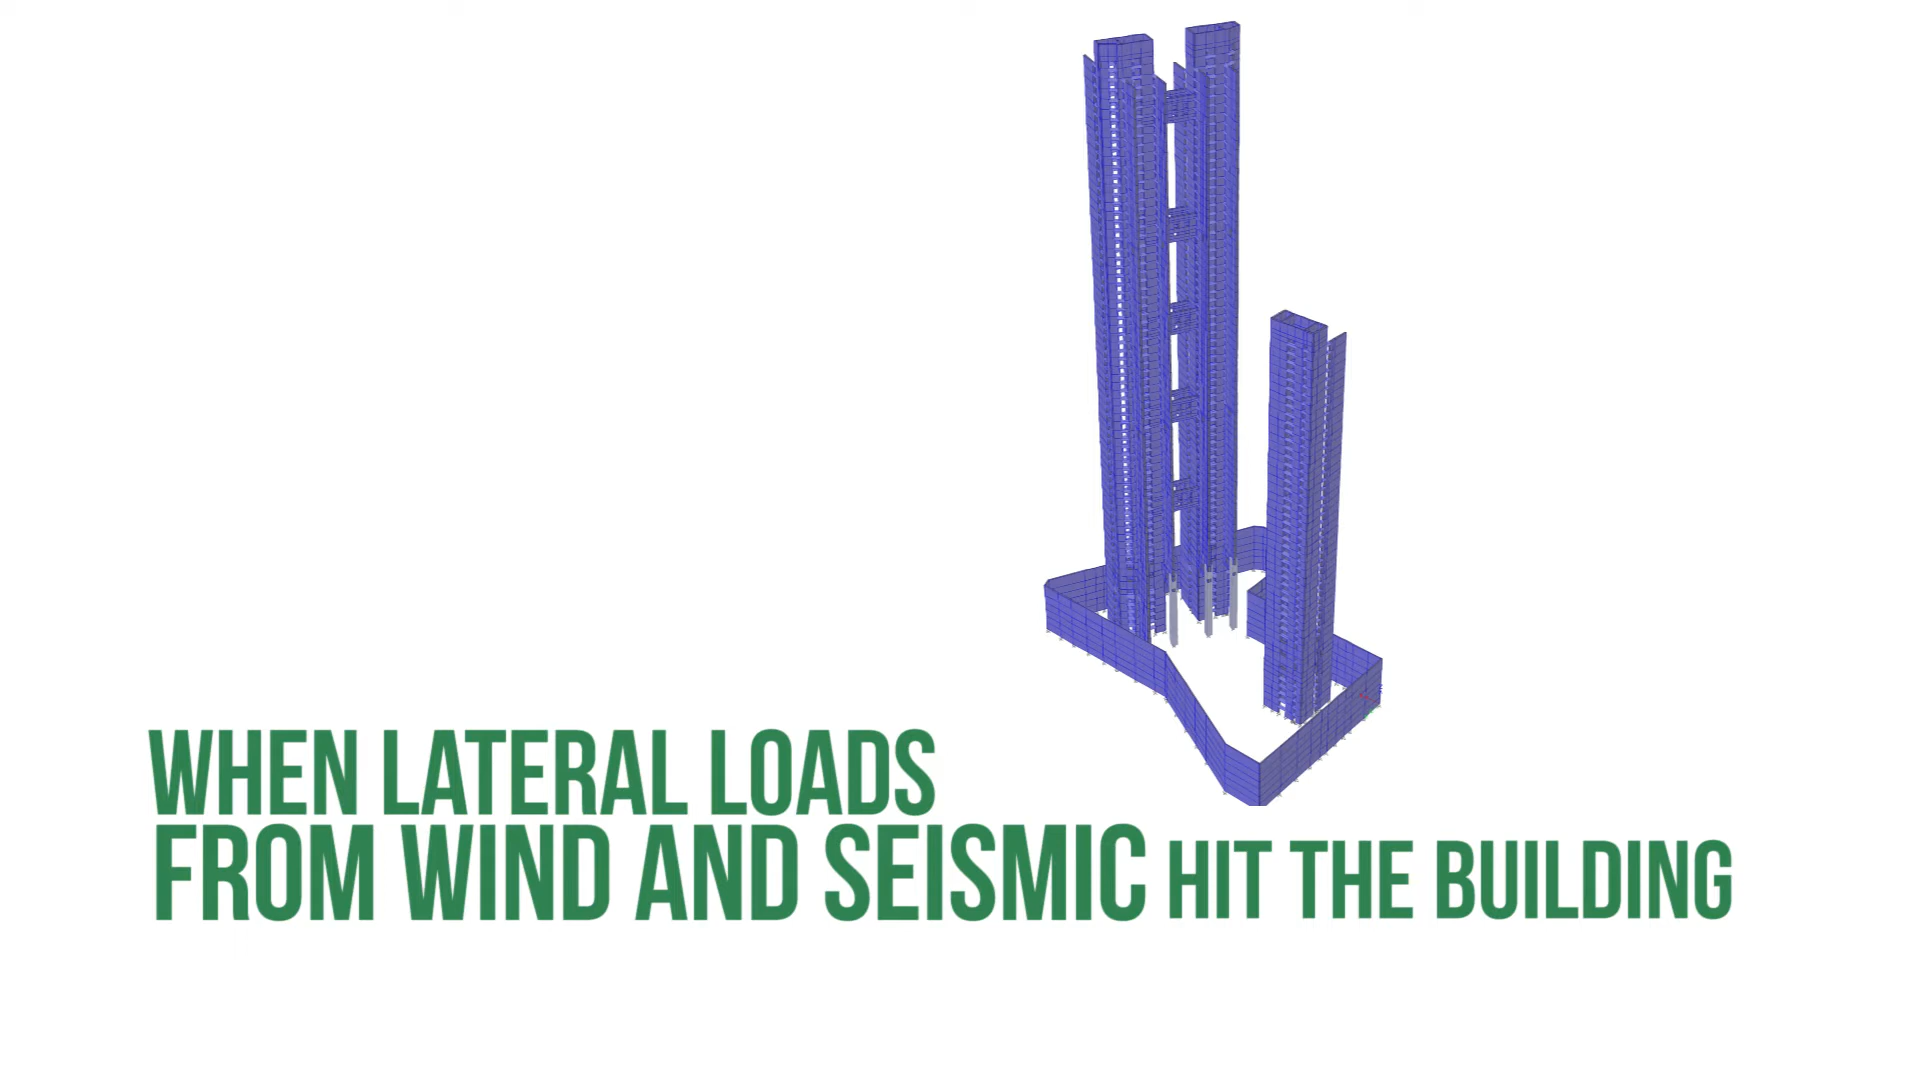 WHEN LATERAL LOADS
FROM WIND AND SEISMIC HIT THE BUILDING